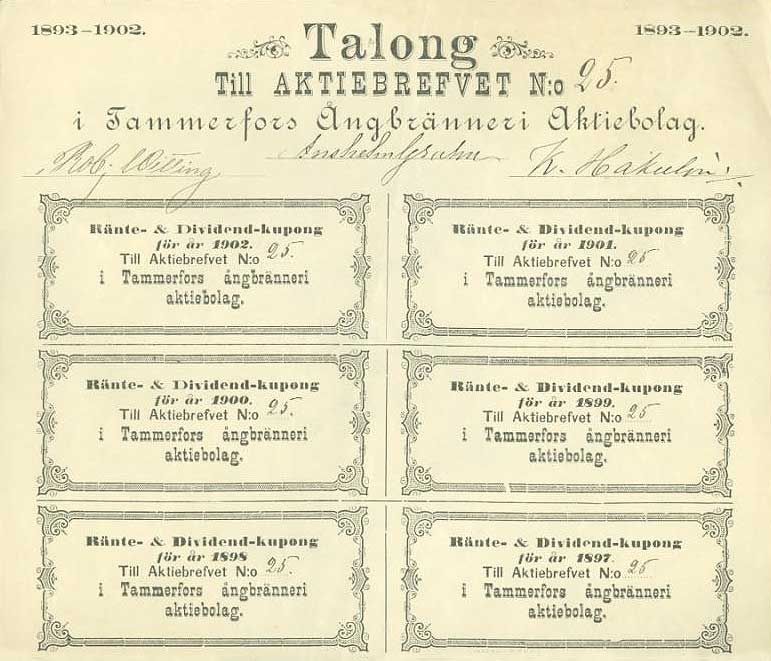 1893-1902. 1893-1902.
Talong
Till AKTIEBREFVET N:o 25.
i Tammerfors Ångbränneri Aktiebolag.
Rob. Witting K. Hakulin
Ränte- & Dividend-kupong
för år 1902.
Till Aktiebrefvet N:o 25.
i Tammerfors ångbränneri
aktiebolag.
Ränte- & Dividend-kupong
för år 1901.
Till Aktiebrefvet N:o 25
i Tammerfors ångbränneri
aktiebolag.
Ränte- & Dividend-kupong
för år 1900.
Till Aktiebrefvet N:o 25.
i Tammerfors ångbränneri
aktiebolag.
Ränte- & Dividend-kupong
för år 1899.
Till Aktiebrefvet N:o 25
i Tammerfors ångbränneri
aktiebolag.
Ränte- & Dividend-kupong
för år 1898
Till Aktiebrefvet N:o 25.
i Tammerfors ångbränneri
aktiebolag.
Ränte- & Dividend-kupong
för år 1897.
Till Aktiebrefvet N:o 25
i Tammerfors ångbränneri
aktiebolag.